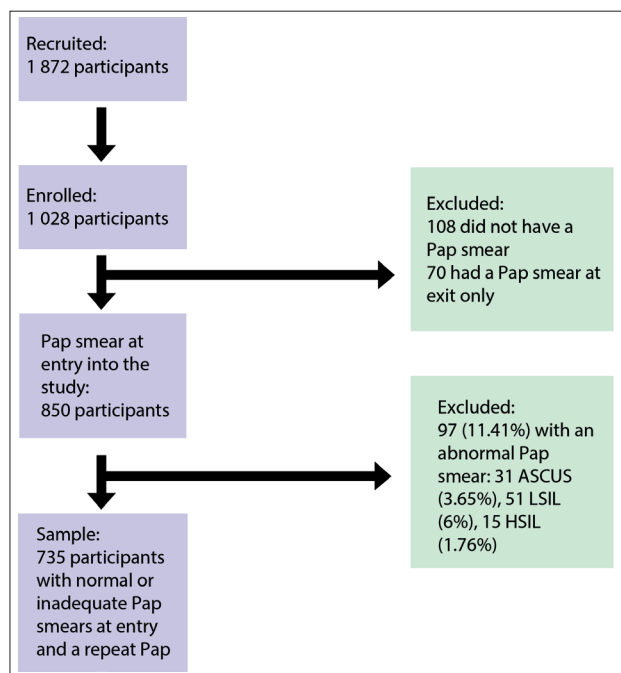 Recruited:
1 872 participants
Enrolled:
1 028 participants
Excluded:
108 did not have a
Pap smear
70 had a Pap smear at
exit only
Pap smear at
entry into the
study:
850 participants
Excluded:
97 (11.41%) with an
abnormal Pap
smear: 31 ASCUS
(3.65%), 51 LSIL
(6%), 15 HSIL
(1.76%)
Sample:
735 participants
with normal or
inadequate Pap
smears at entry
and a repeat Pap